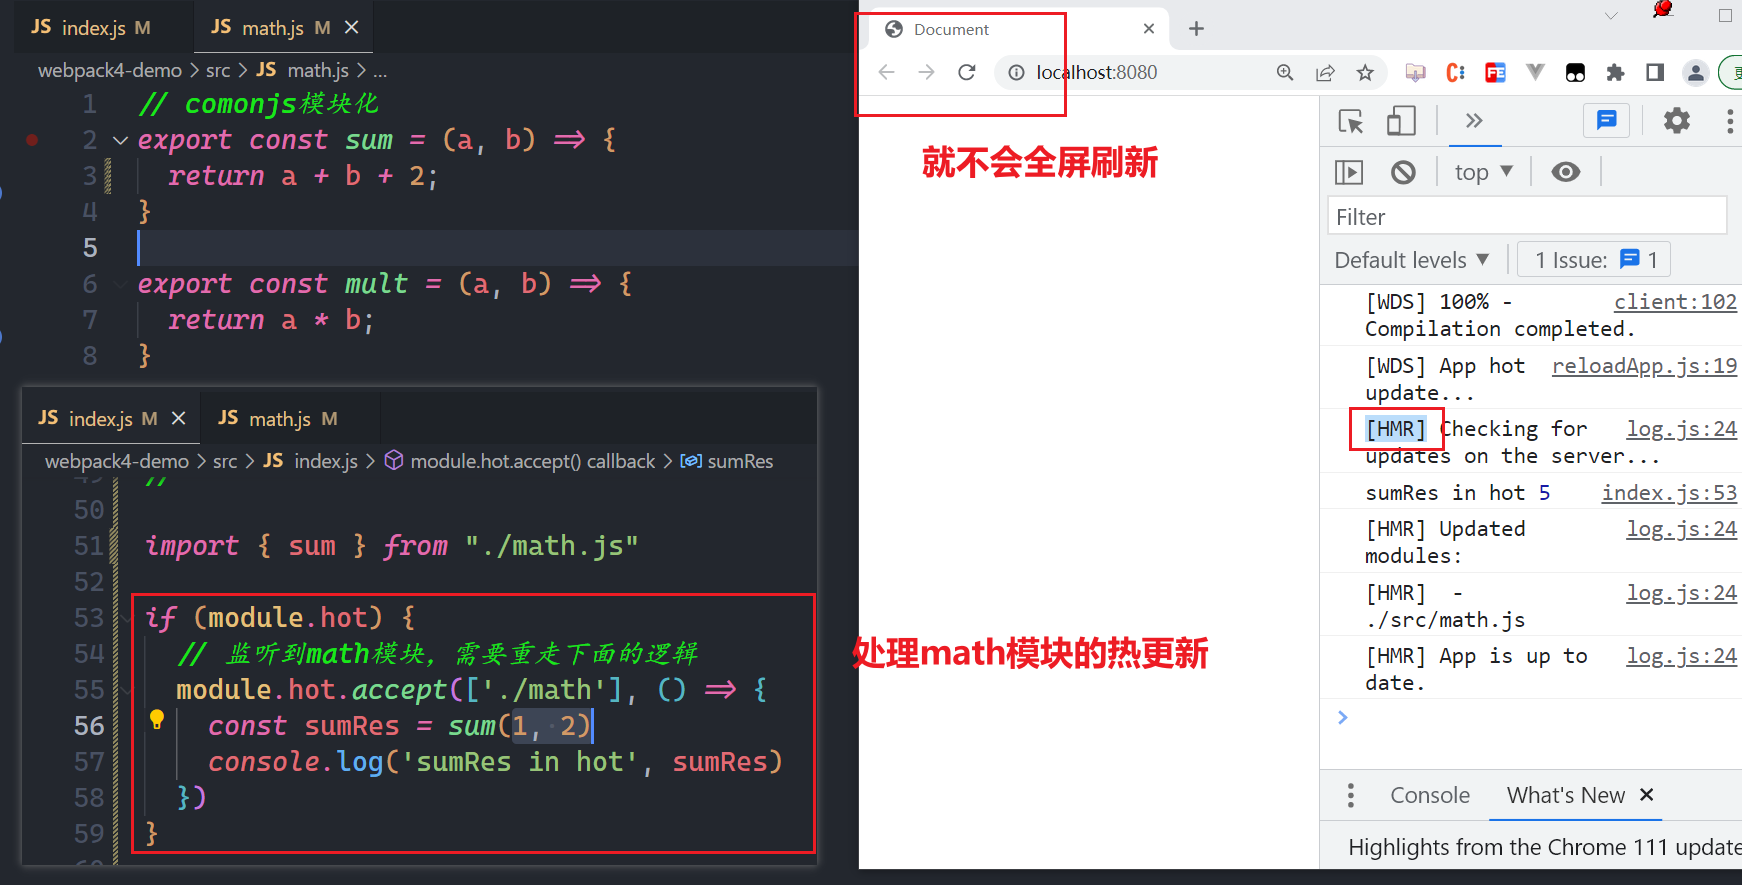 JS index.js M JS math.js M ×
webpack4-demo > src > JS math.js > ...
1 // comonjs模块化
2 export const sum = (a, b) => {
3 return a + b + 2;
4 }
5
6 export const mult = (a, b) => {
7 return a * b;
8 }
JS index.js M × JS math.js M
webpack4-demo > src > JS index.js > module.hot.accept() callback > sumRes
49 //
50
51 import { sum } from "./math.js"
52
53 if (module.hot) {
54 // 监听到math模块，需要重走下面的逻辑
55 module.hot.accept(['./math'], () => {
56 const sumRes = sum(1, 2)
57 console.log('sumRes in hot', sumRes)
58 })
59 }
60
Document
localhost:8080
就不会全屏刷新
处理math模块的热更新
top
Filter
Default levels 1 Issue: 1
[WDS] 100% - client:102
Compilation completed.
[WDS] App hot reloadApp.js:19
update...
[HMR] Checking for log.js:24
updates on the server...
sumRes in hot 5 index.js:53
[HMR] Updated log.js:24
modules:
[HMR] - log.js:24
./src/math.js
[HMR] App is up to log.js:24
date.
Console What's New ×
Highlights from the Chrome 111 update